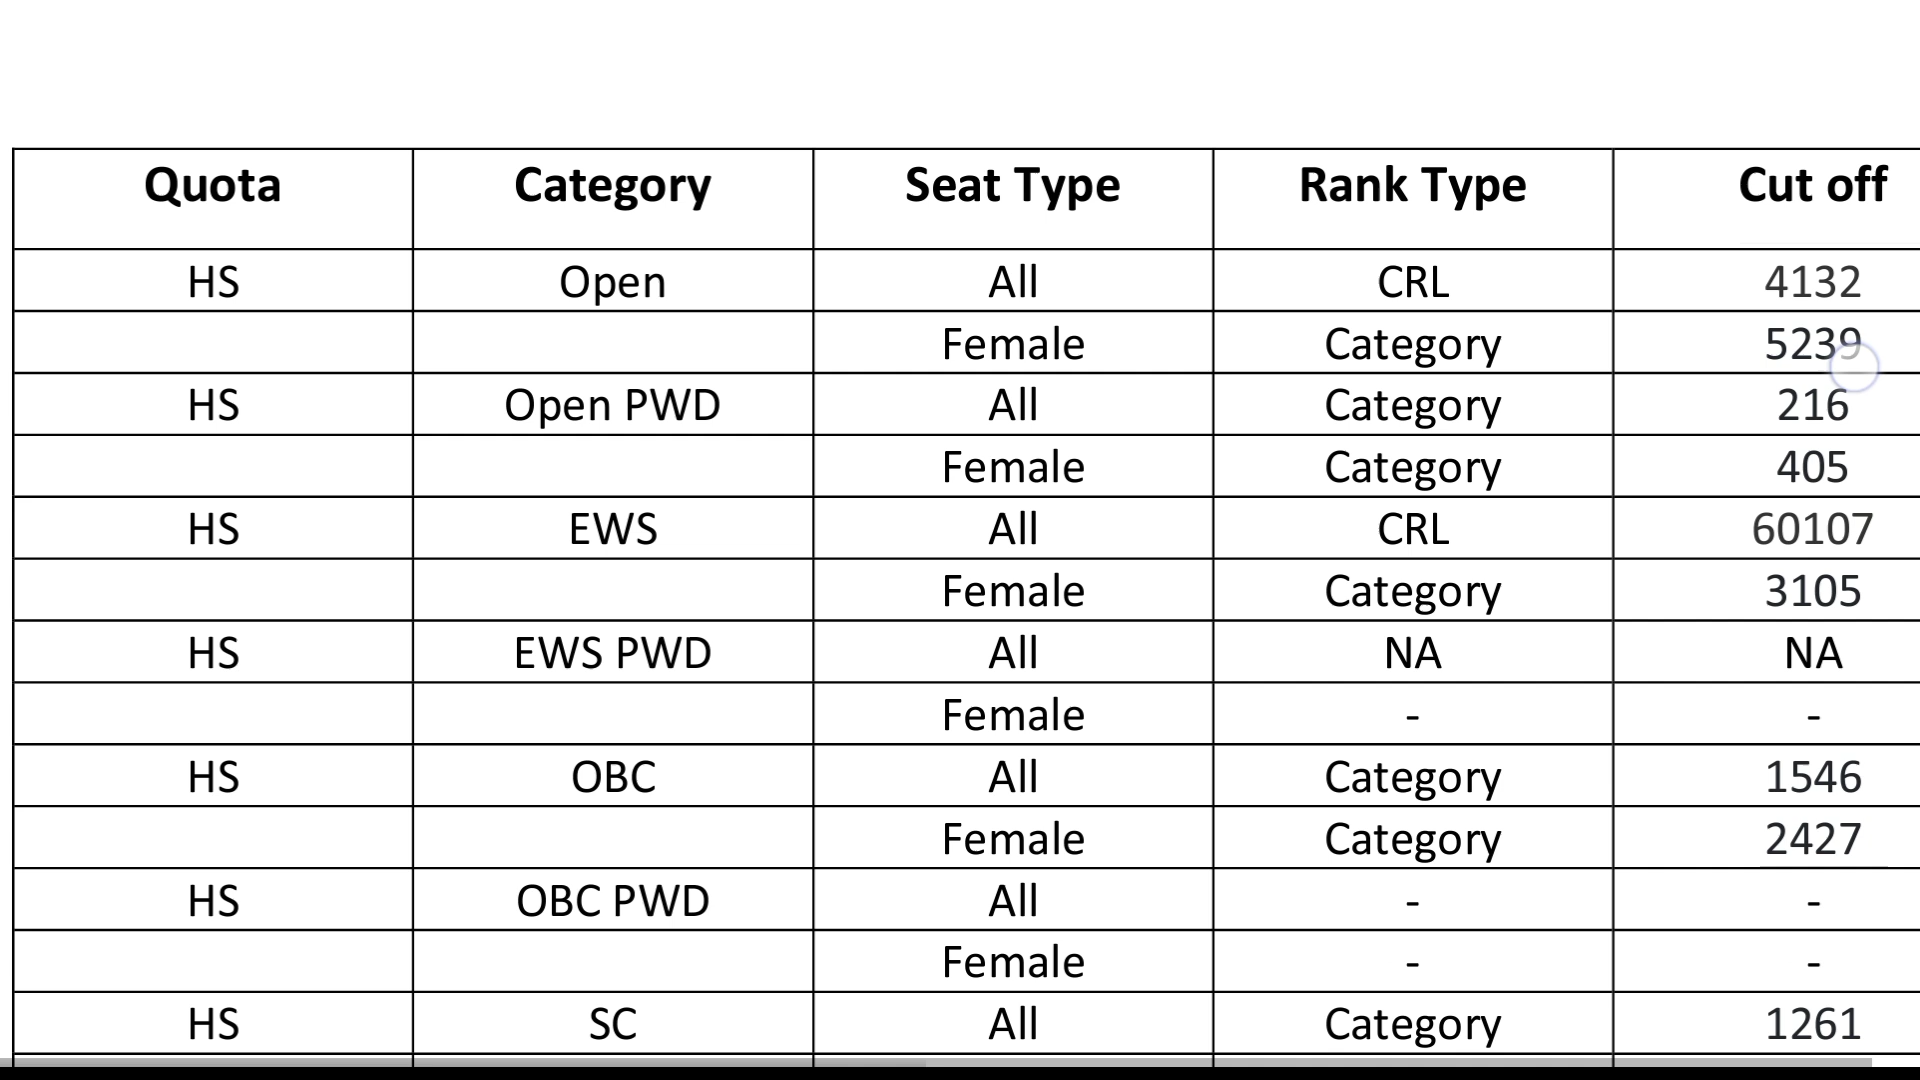 Quota Category Seat Type Rank Type Cut off
HS Open All CRL 4132
Female Category 5239
HS Open PWD All Category 216
Female Category 405
HS EWS All CRL 60107
Female Category 3105
HS EWS PWD All NA NA
Female - -
HS OBC All Category 1546
Female Category 2427
HS OBC PWD All - -
Female - -
HS SC All Category 1261